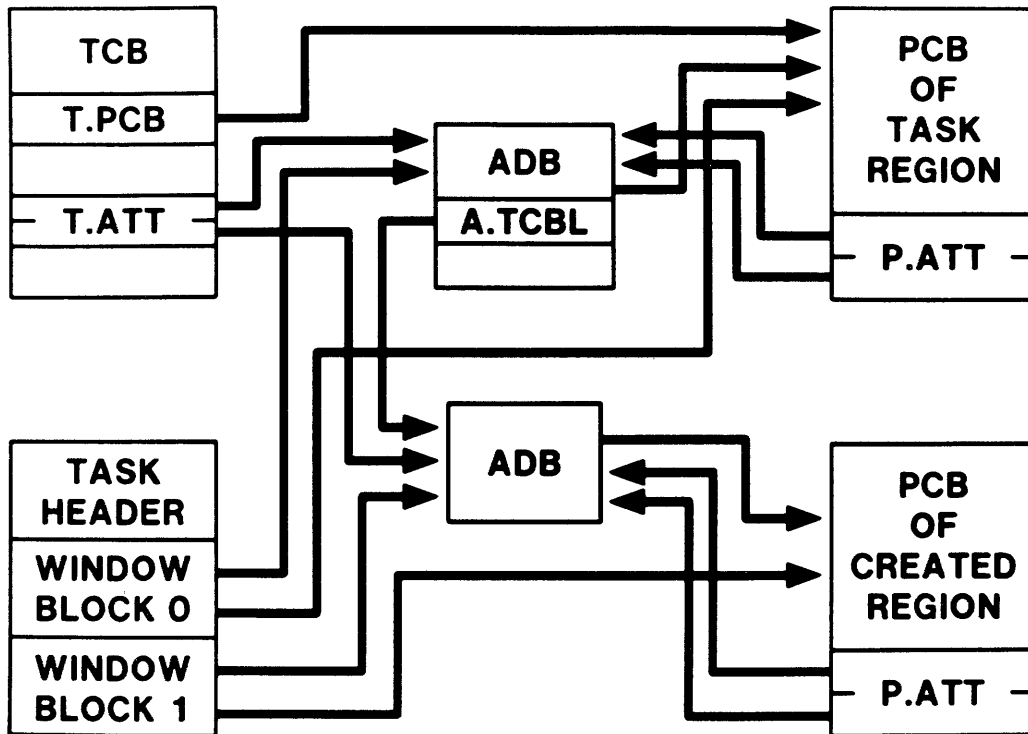 TCB
T.PCB
T.ATT
ADB
A.TCBL
PCB
OF
TASK
REGION
P.ATT
TASK
HEADER
WINDOW
BLOCK 0
WINDOW
BLOCK 1
ADB
PCB
OF
CREATED
REGION
P.ATT